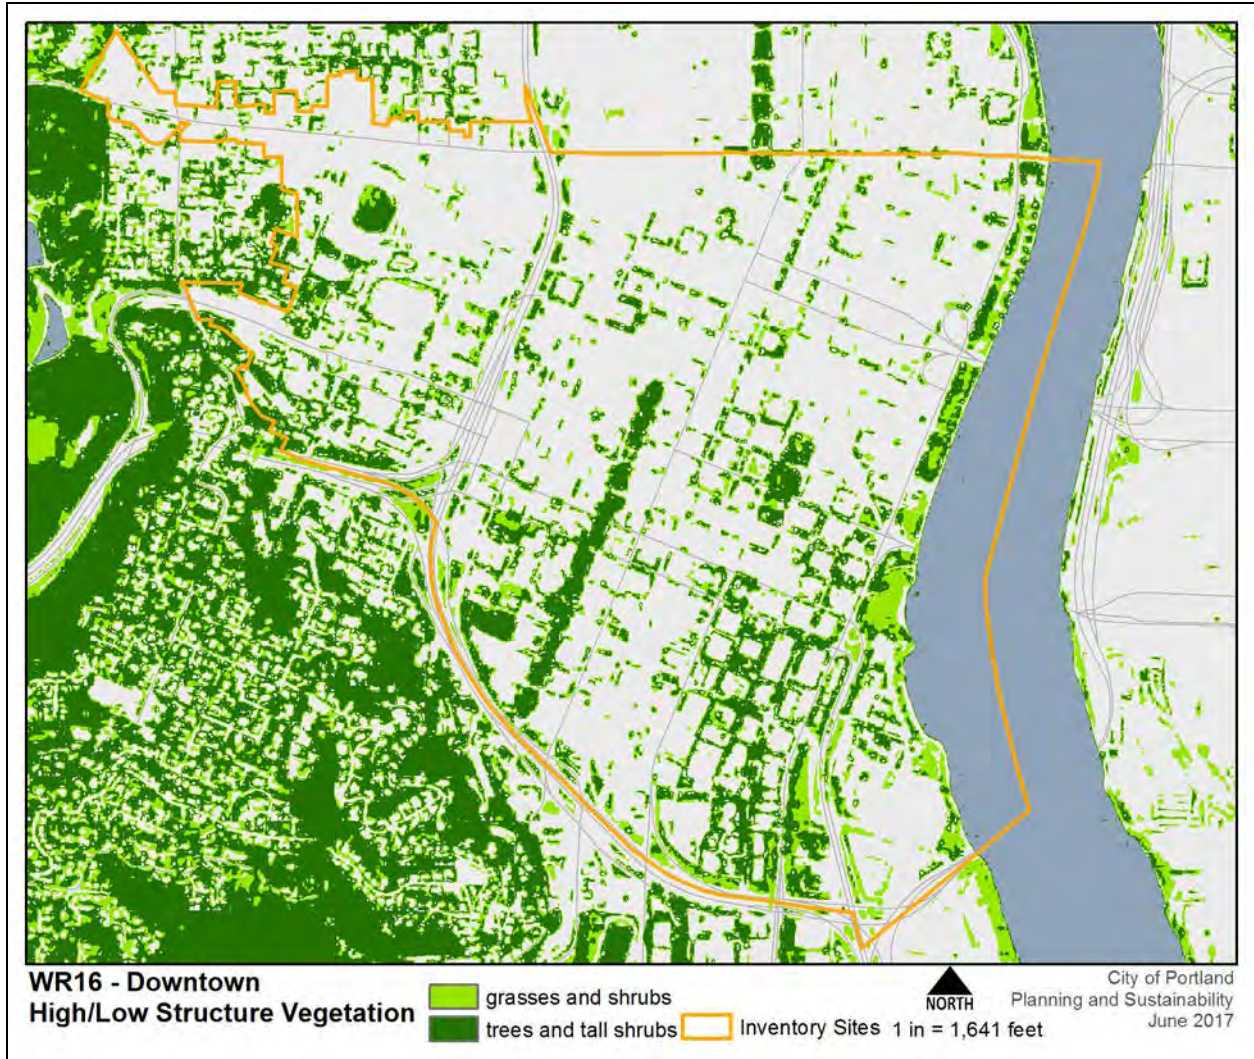 WR16 - Downtown
High/Low Structure Vegetation
grasses and shrubs
trees and tall shrubs
Inventory Sites
NORTH
1 in = 1,641 feet
City of Portland
Planning and Sustainability
June 2017